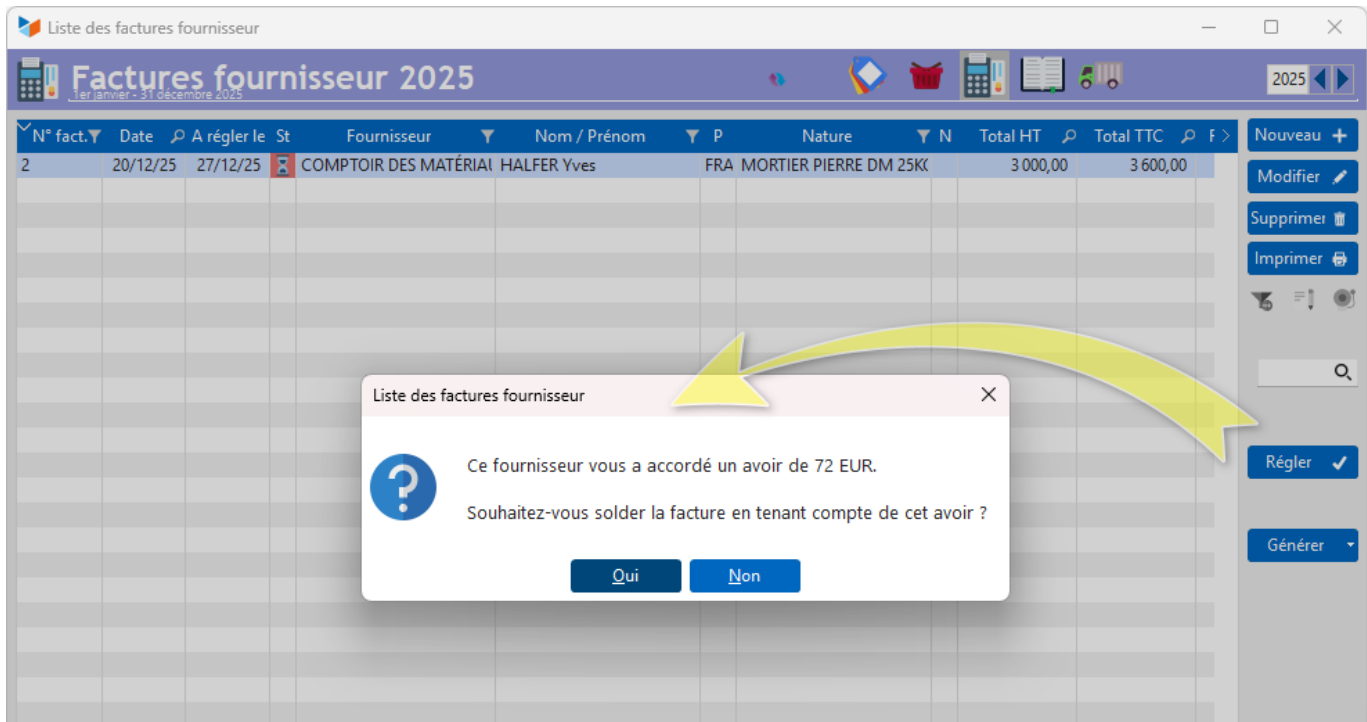 Liste des factures fournisseur
Factures fournisseur 2025
1er janvier - 31 décembre 2025
2025
N° fact. Date A régler le St Fournisseur Nom / Prénom P Nature N Total HT Total TTC F
2 20/12/25 27/12/25 COMPTOIR DES MATÉRIAU HALFER Yves FRA MORTIER PIERRE DM 25KG 3 000,00 3 600,00
Nouveau
Modifier
Supprimer
Imprimer
Régler
Générer
Liste des factures fournisseur
Ce fournisseur vous a accordé un avoir de 72 EUR.
Souhaitez-vous solder la facture en tenant compte de cet avoir ?
Oui Non